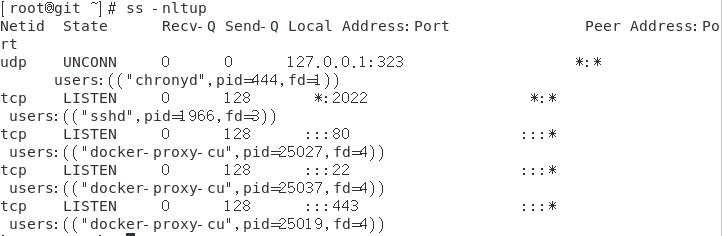 [root@git ~]# ss -nltup
Netid State Recv-Q Send-Q Local Address:Port Peer Address:Po
rt
udp UNCONN 0 0 127.0.0.1:323 *:*
users:(("chronyd",pid=444,fd=1))
tcp LISTEN 0 128 *:2022 *:*
users:(("sshd",pid=1966,fd=3))
tcp LISTEN 0 128 :::80 :::*
users:(("docker-proxy-cu",pid=25027,fd=4))
tcp LISTEN 0 128 :::22 :::*
users:(("docker-proxy-cu",pid=25037,fd=4))
tcp LISTEN 0 128 :::443 :::*
users:(("docker-proxy-cu",pid=25019,fd=4))